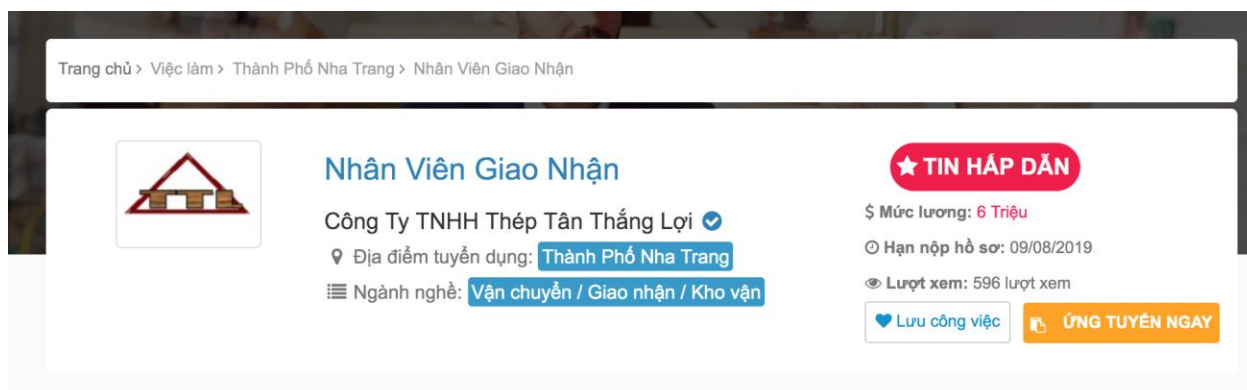 Trang chủ › Việc làm › Thành Phố Nha Trang › Nhân Viên Giao Nhận
TTL
Nhân Viên Giao Nhận
Công Ty TNHH Thép Tân Thắng Lợi
Địa điểm tuyển dụng: Thành Phố Nha Trang
Ngành nghề: Vận chuyển / Giao nhận / Kho vận
TIN HẤP DẪN
$ Mức lương: 6 Triệu
Hạn nộp hồ sơ: 09/08/2019
Lượt xem: 596 lượt xem
Lưu công việc
ỨNG TUYỂN NGAY